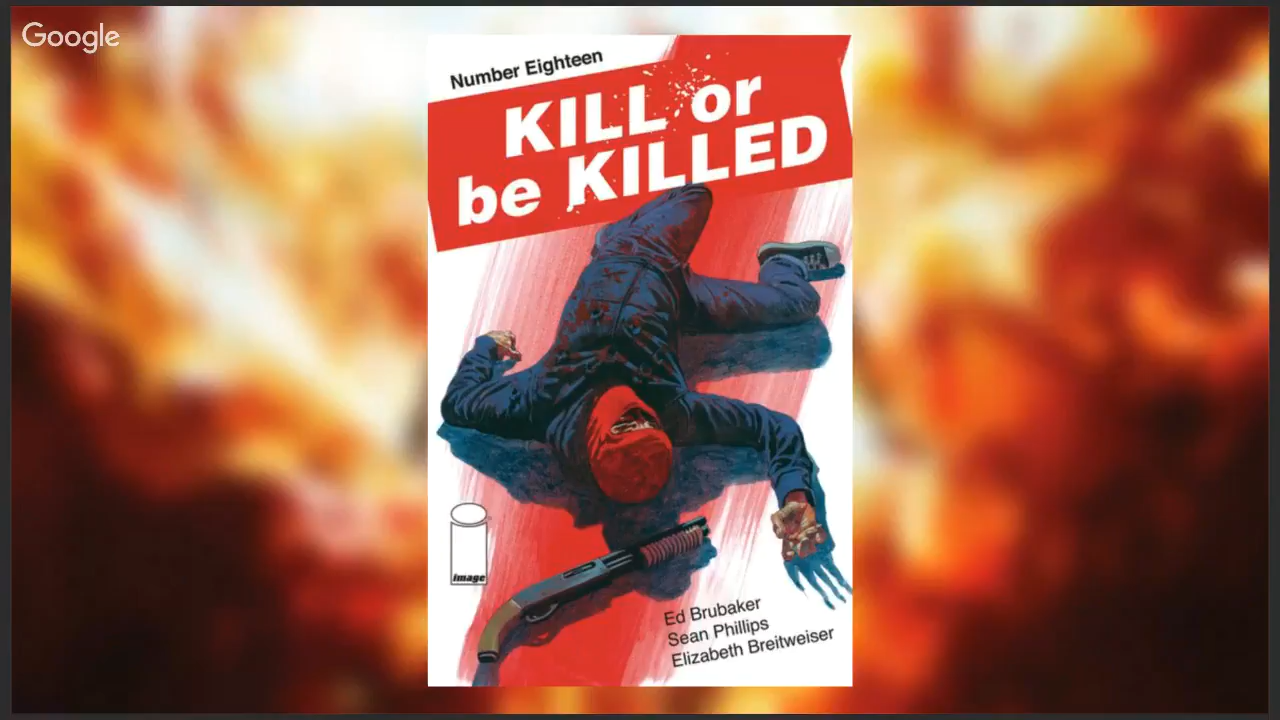 Google
Number Eighteen
KILL or
be KILLED
image
Ed Brubaker
Sean Phillips
Elizabeth Breitweiser